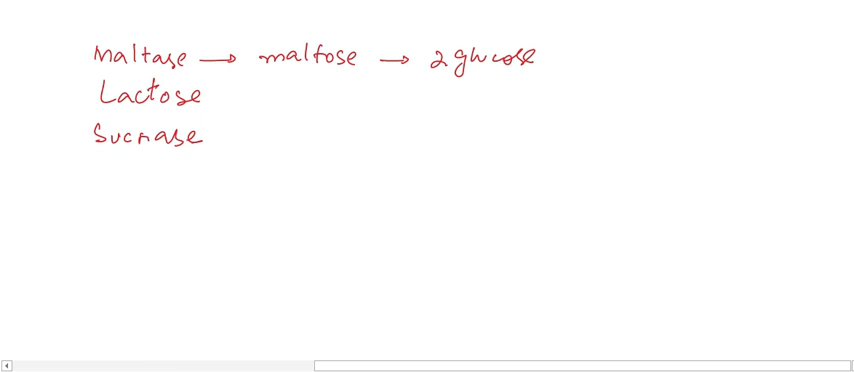 Maltase → maltose → 2 glucose
Lactose
Sucrase